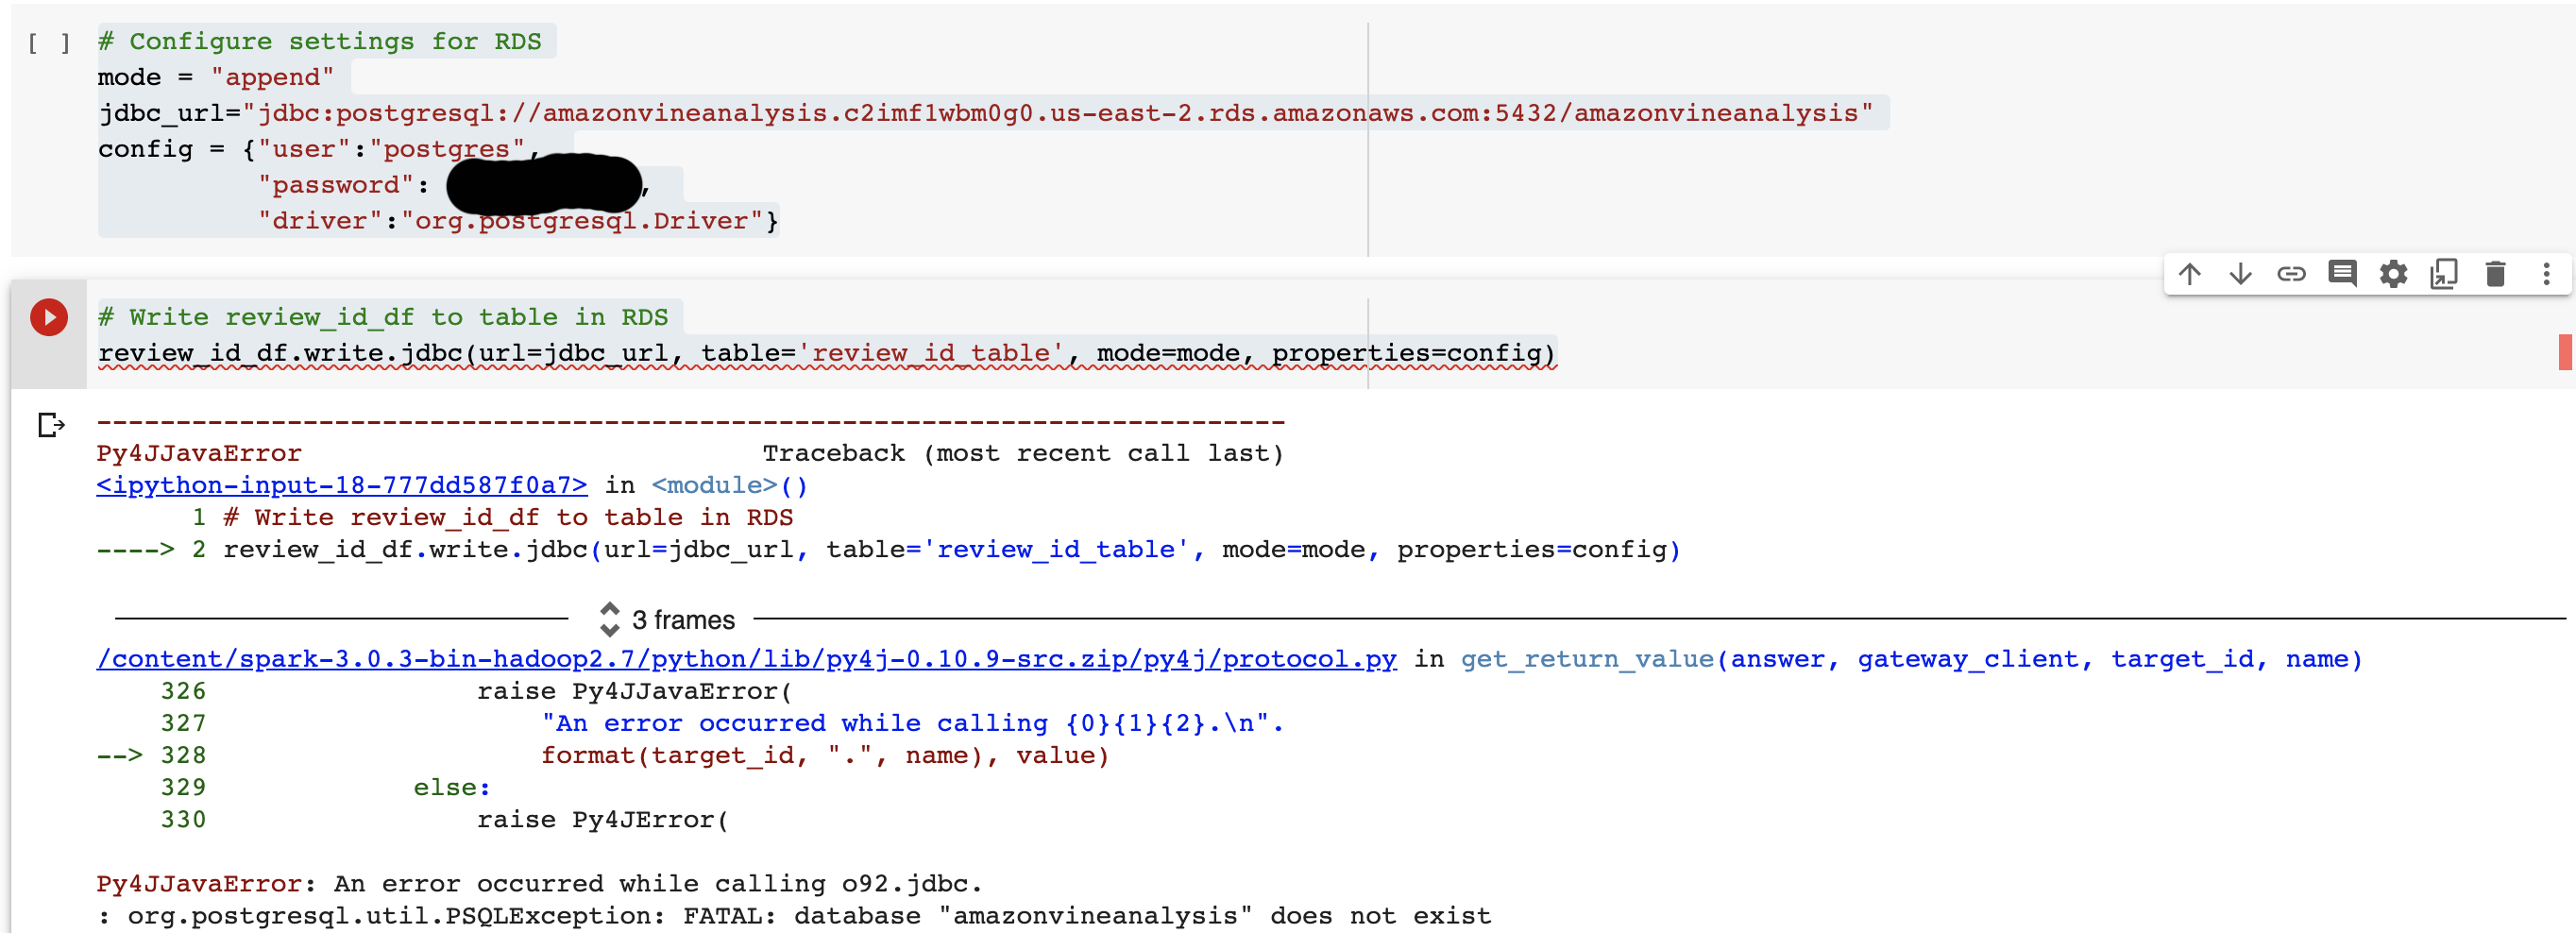 [ ] # Configure settings for RDS
mode = "append"
jdbc_url="jdbc:postgresql://amazonvineanalysis.c2imf1wbm0g0.us-east-2.rds.amazonaws.com:5432/amazonvineanalysis"
config = {"user":"postgres",
"password": ,
"driver":"org.postgresql.Driver"}
# Write review_id_df to table in RDS
review_id_df.write.jdbc(url=jdbc_url, table='review_id_table', mode=mode, properties=config)
---------------------------------------------------------------------------
Py4JJavaError Traceback (most recent call last)
<ipython-input-18-777dd587f0a7> in <module>()
1 # Write review_id_df to table in RDS
----> 2 review_id_df.write.jdbc(url=jdbc_url, table='review_id_table', mode=mode, properties=config)
3 frames
/content/spark-3.0.3-bin-hadoop2.7/python/lib/py4j-0.10.9-src.zip/py4j/protocol.py in get_return_value(answer, gateway_client, target_id, name)
326 raise Py4JJavaError(
327 "An error occurred while calling {0}{1}{2}.\n".
--> 328 format(target_id, ".", name), value)
329 else:
330 raise Py4JError(
Py4JJavaError: An error occurred while calling o92.jdbc.
: org.postgresql.util.PSQLException: FATAL: database "amazonvineanalysis" does not exist